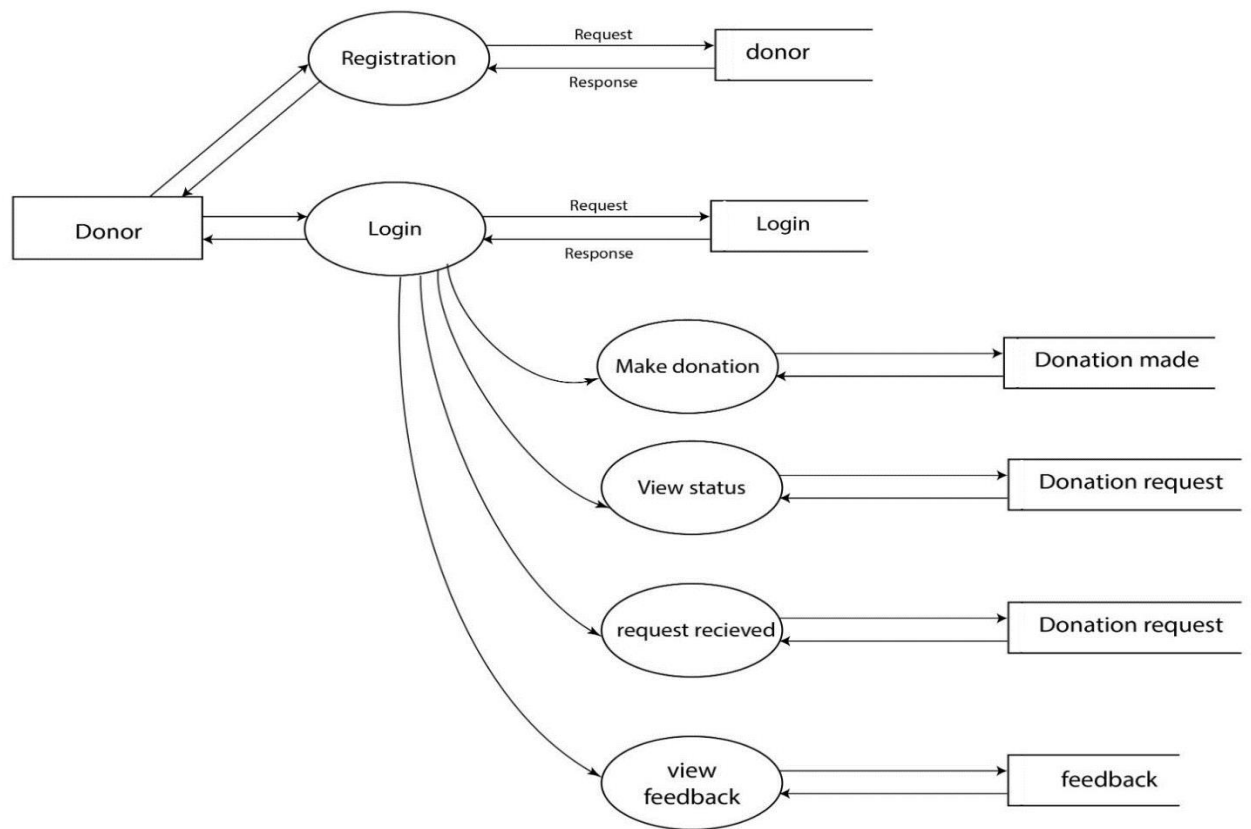 Registration
Request
Response
donor
Donor
Login
Request
Response
Login
Make donation
Donation made
View status
Donation request
request recieved
Donation request
view
feedback
feedback